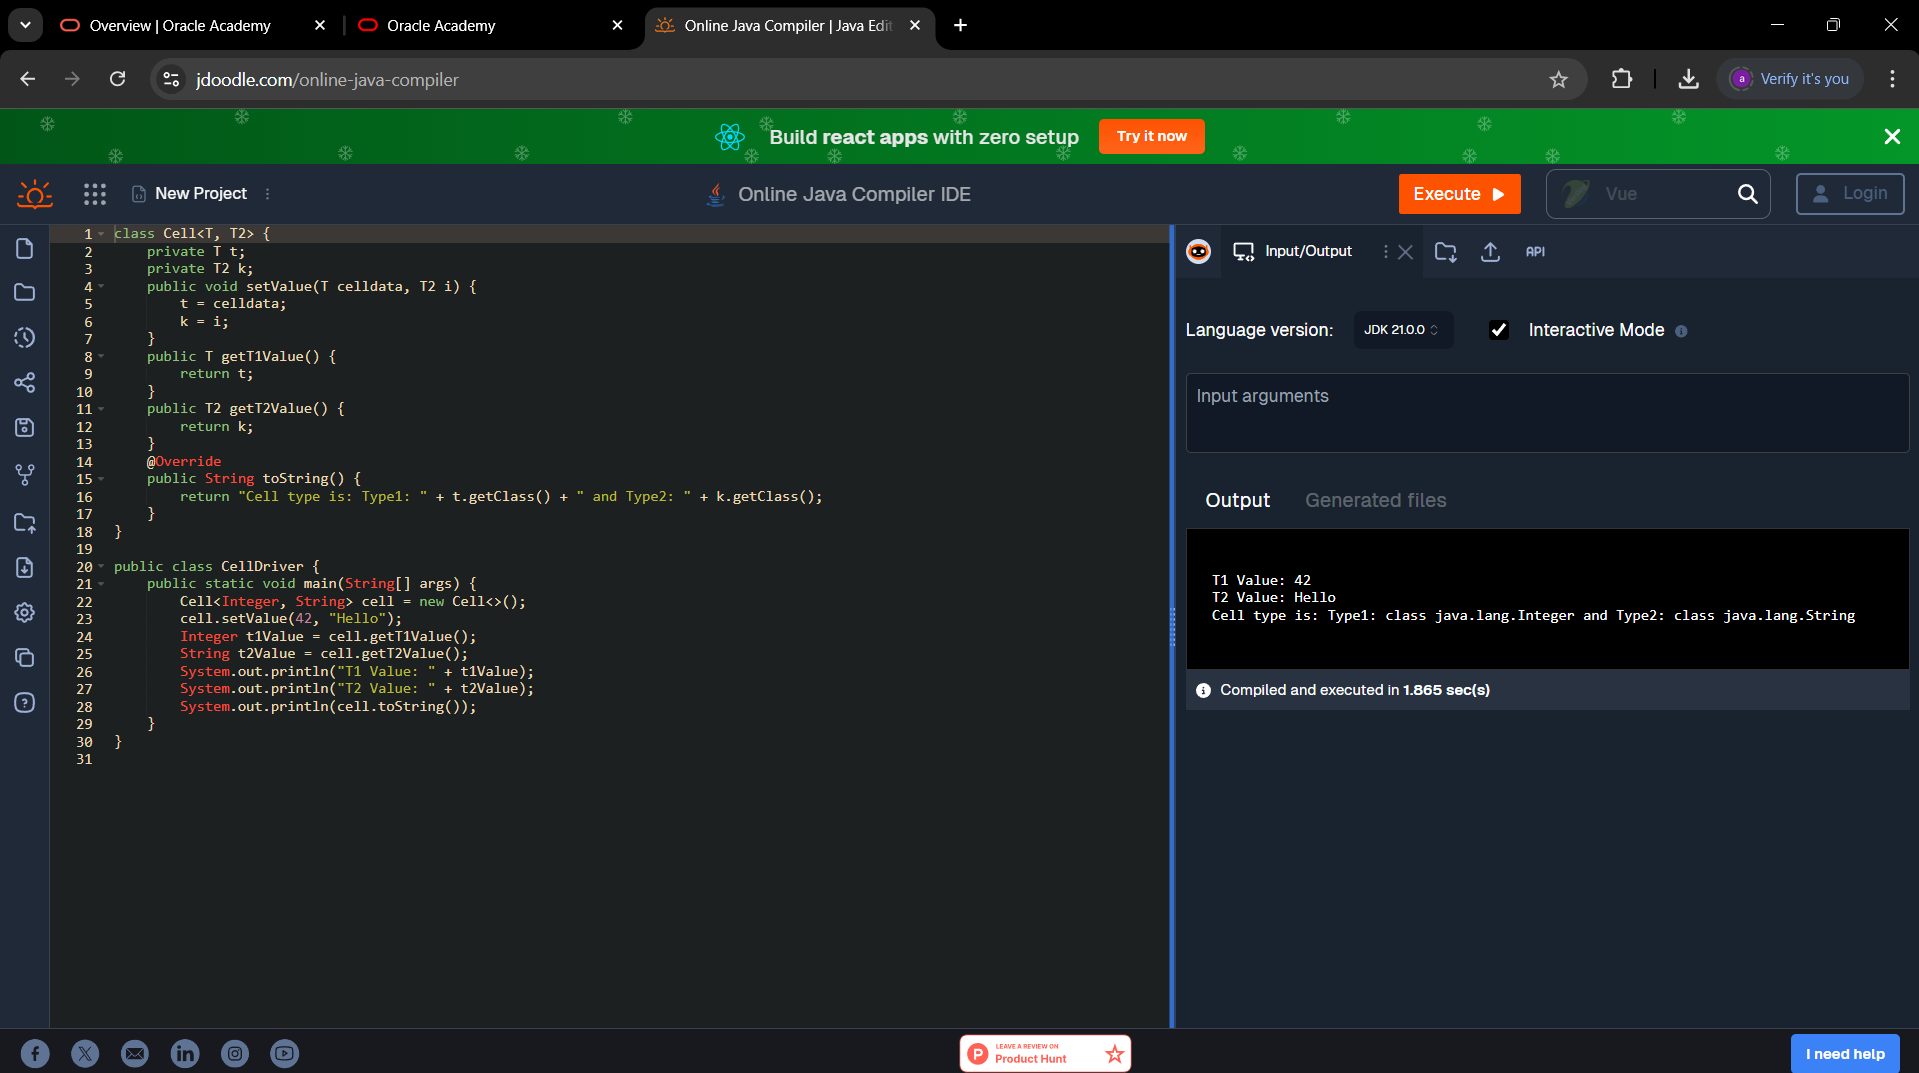 Overview | Oracle Academy
Oracle Academy
Online Java Compiler | Java Edit
jdoodle.com/online-java-compiler
a
Verify it's you
Build react apps with zero setup
Try it now
New Project
Online Java Compiler IDE
Execute
Vue
Login
1 class Cell<T, T2> {
2     private T t;
3     private T2 k;
4     public void setValue(T celldata, T2 i) {
5         t = celldata;
6         k = i;
7     }
8     public T getT1Value() {
9         return t;
10     }
11     public T2 getT2Value() {
12         return k;
13     }
14     @Override
15     public String toString() {
16         return "Cell type is: Type1: " + t.getClass() + " and Type2: " + k.getClass();
17     }
18 }
19
20 public class CellDriver {
21     public static void main(String[] args) {
22         Cell<Integer, String> cell = new Cell<>();
23         cell.setValue(42, "Hello");
24         Integer t1Value = cell.getT1Value();
25         String t2Value = cell.getT2Value();
26         System.out.println("T1 Value: " + t1Value);
27         System.out.println("T2 Value: " + t2Value);
28         System.out.println(cell.toString());
29     }
30 }
31
Input/Output
API
Language version:
JDK 21.0.0
Interactive Mode
Input arguments
Output
Generated files
T1 Value: 42
T2 Value: Hello
Cell type is: Type1: class java.lang.Integer and Type2: class java.lang.String
Compiled and executed in 1.865 sec(s)
P
LEAVE A REVIEW ON
Product Hunt
I need help